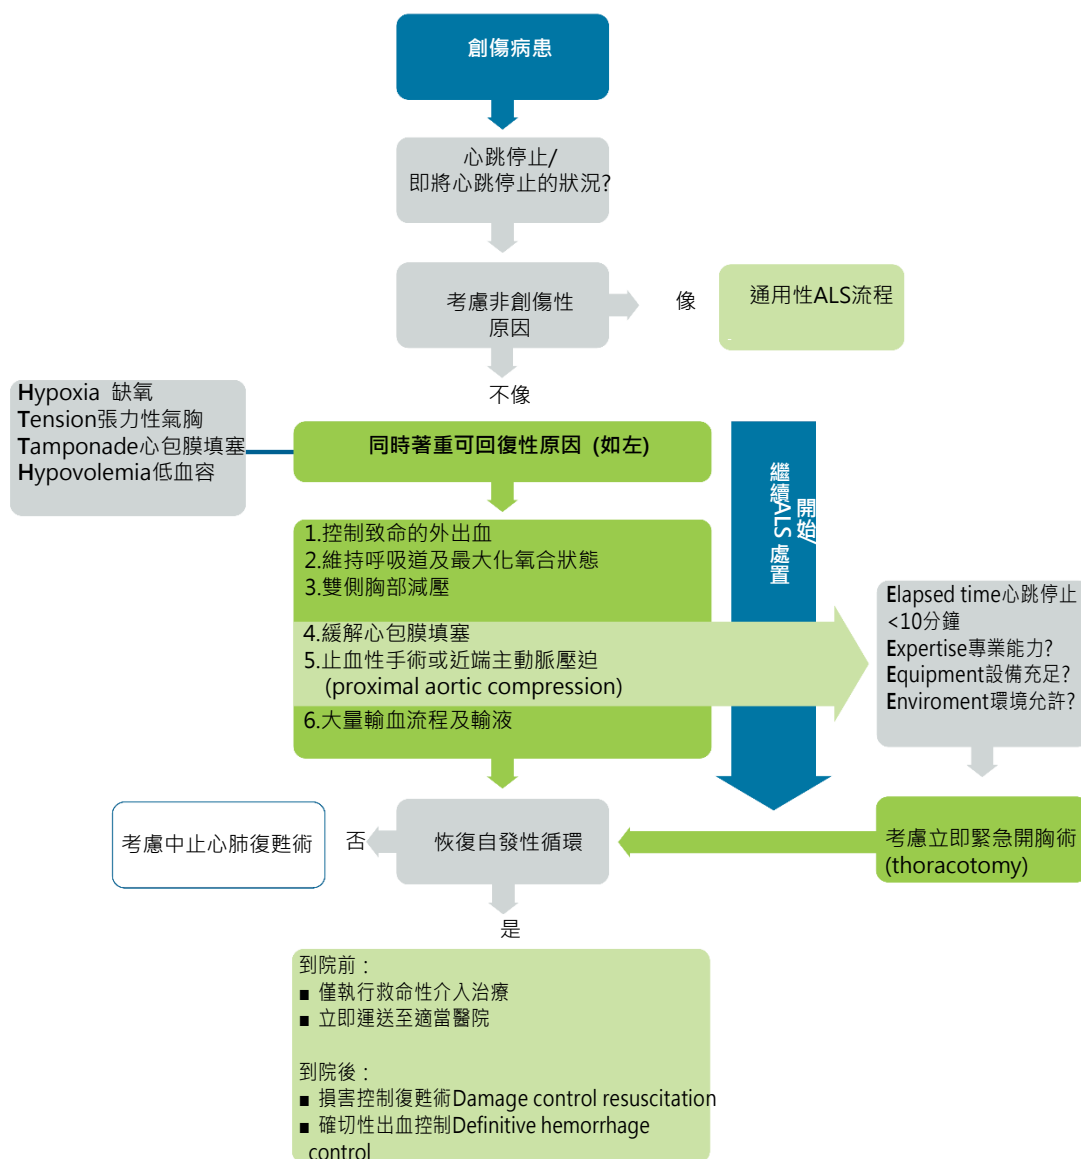 創傷病患
心跳停止/
即將心跳停止的狀況?
考慮非創傷性
原因
像
通用性ALS流程
不像
Hypoxia 缺氧
Tension張力性氣胸
Tamponade心包膜填塞
Hypovolemia低血容
同時著重可回復性原因 (如左)
開始/
繼續ALS 處置
1.控制致命的外出血
2.維持呼吸道及最大化氧合狀態
3.雙側胸部減壓
4.緩解心包膜填塞
5.止血性手術或近端主動脈壓迫
(proximal aortic compression)
6.大量輸血流程及輸液
Elapsed time心跳停止
<10分鐘
Expertise專業能力?
Equipment設備充足?
Enviroment環境允許?
考慮立即緊急開胸術
(thoracotomy)
恢復自發性循環
否
考慮中止心肺復甦術
是
到院前：
■ 僅執行救命性介入治療
■ 立即運送至適當醫院
到院後：
■ 損害控制復甦術Damage control resuscitation
■ 確切性出血控制Definitive hemorrhage
control